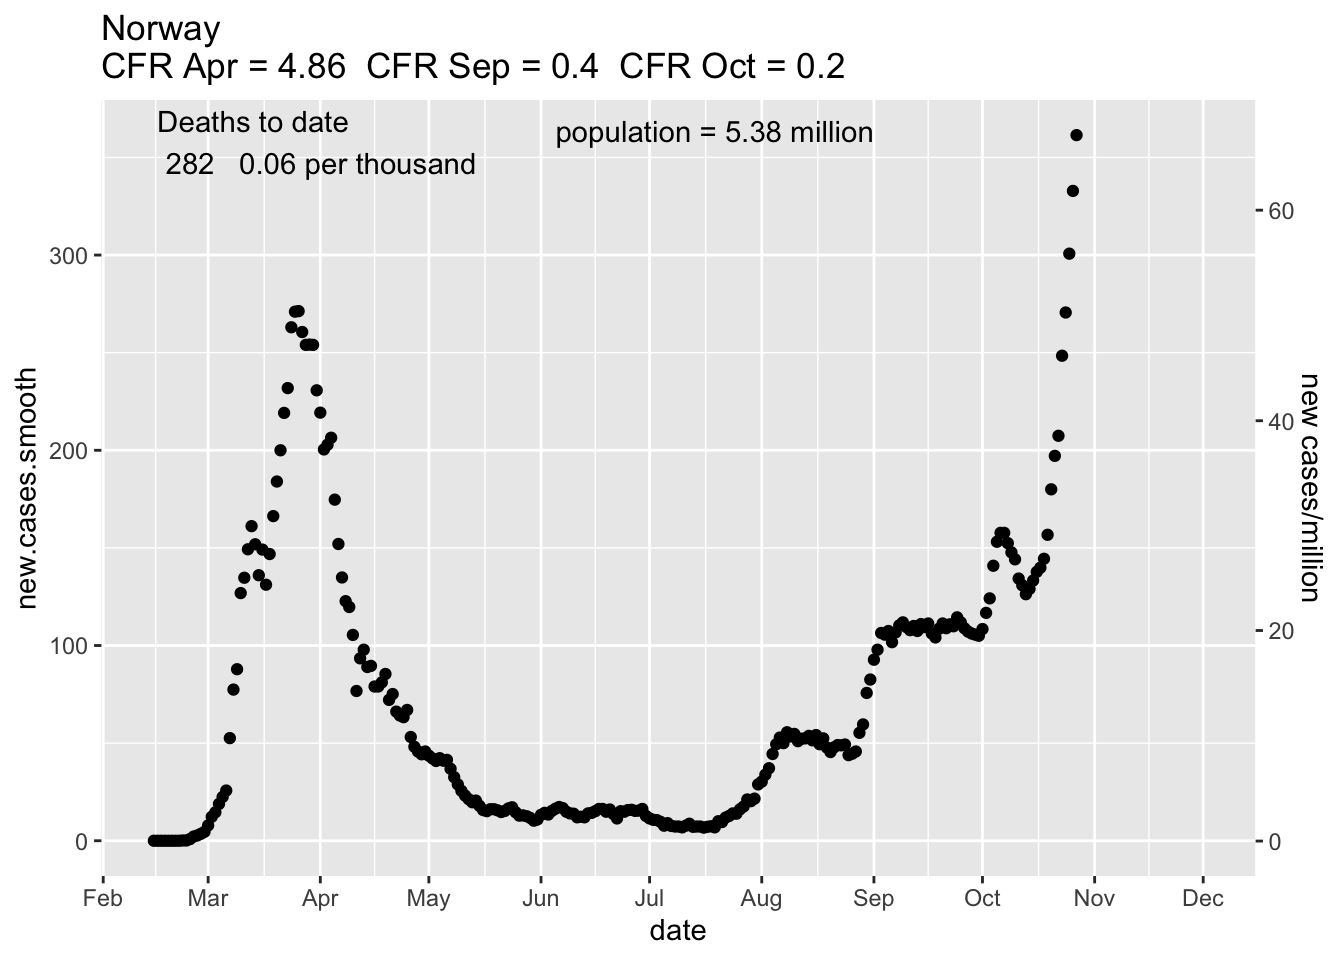 Norway
CFR Apr = 4.86  CFR Sep = 0.4  CFR Oct = 0.2
Deaths to date
282   0.06 per thousand
population = 5.38 million
new.cases.smooth
300
200
100
0
60
40
20
0
new cases/million
Feb Mar Apr May Jun Jul Aug Sep Oct Nov Dec
date